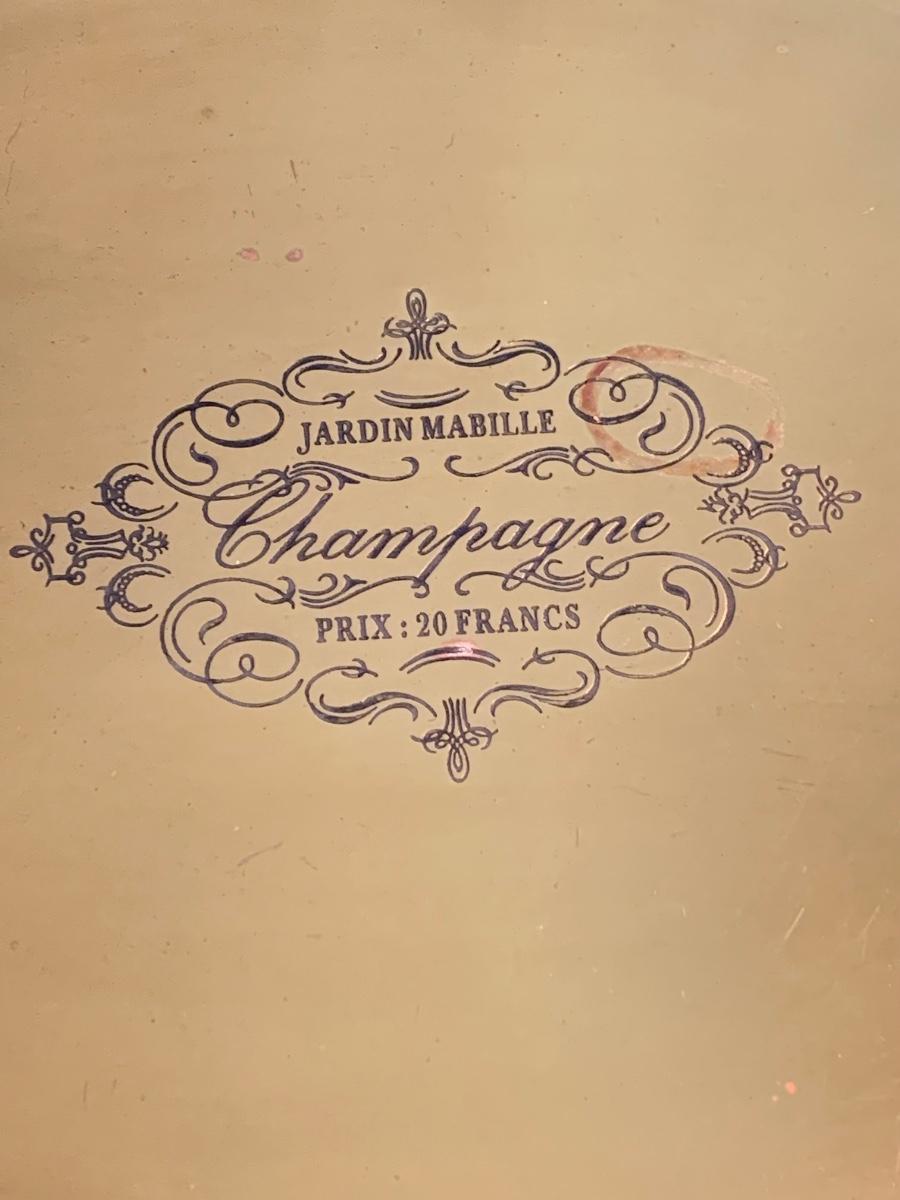 JARDIN MABILLE
Champagne
PRIX : 20 FRANCS